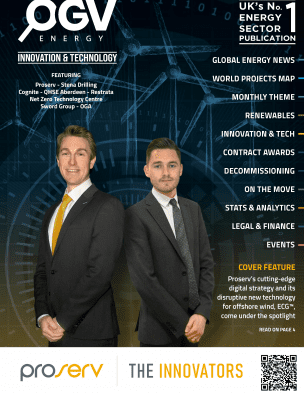 OGV
ENERGY
INNOVATION & TECHNOLOGY
FEATURING
Proserv - Stena Drilling
Cognite - QHSE Aberdeen - Restrata
Net Zero Technology Centre
Sword Group - OGA
UK's No. 1
ENERGY
SECTOR
PUBLICATION
GLOBAL ENERGY NEWS
WORLD PROJECTS MAP
MONTHLY THEME
RENEWABLES
INNOVATION & TECH
CONTRACT AWARDS
DECOMMISSIONING
ON THE MOVE
STATS & ANALYTICS
LEGAL & FINANCE
EVENTS
COVER FEATURE
Proserv's cutting-edge
digital strategy and its
disruptive new technology
for offshore wind, ECG™,
come under the spotlight
READ ON PAGE 4
proserv
THE INNOVATORS